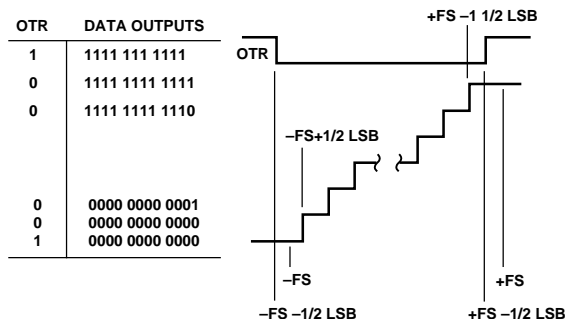 OTR DATA OUTPUTS
1 1111 111 1111
0 1111 1111 1111
0 1111 1111 1110
0 0000 0000 0001
0 0000 0000 0000
1 0000 0000 0000
+FS –1 1/2 LSB
OTR
–FS+1/2 LSB
–FS
+FS
–FS –1/2 LSB
+FS –1/2 LSB